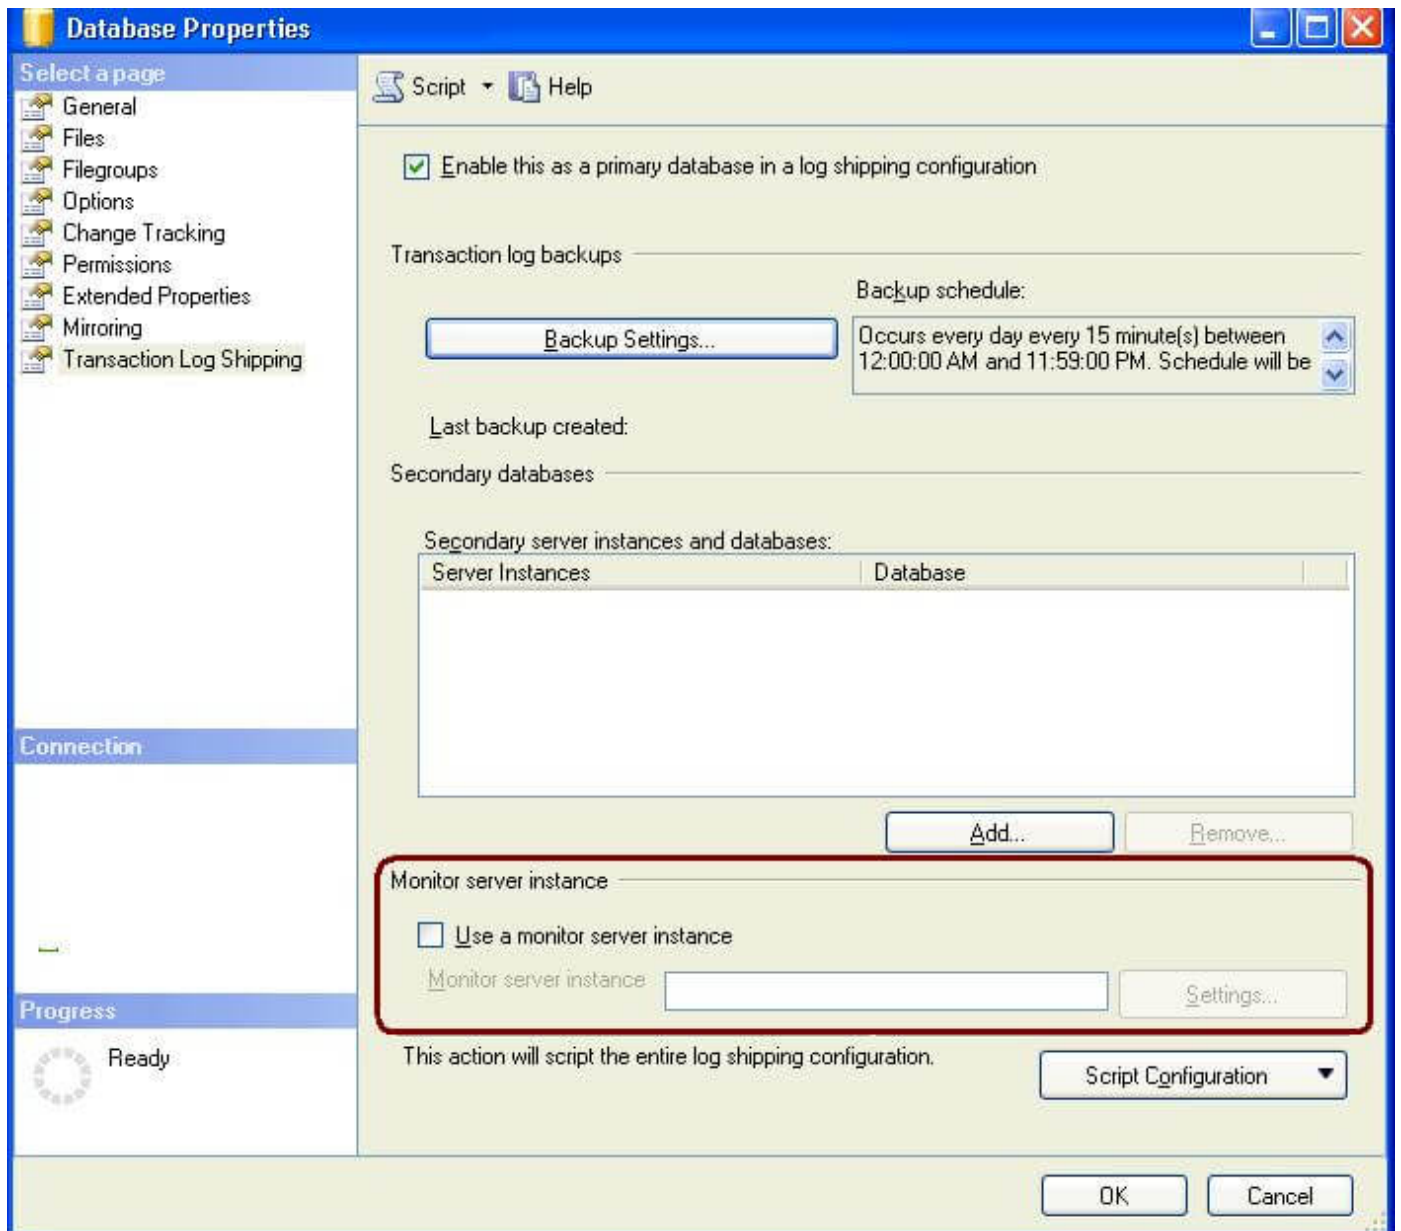 Database Properties
Select a page
General
Files
Filegroups
Options
Change Tracking
Permissions
Extended Properties
Mirroring
Transaction Log Shipping
Connection
Progress
Ready
Script
Help
Enable this as a primary database in a log shipping configuration
Transaction log backups
Backup schedule:
Backup Settings...
Occurs every day every 15 minute(s) between
12:00:00 AM and 11:59:00 PM. Schedule will be
Last backup created:
Secondary databases
Secondary server instances and databases:
Server Instances Database
Add... Remove...
Monitor server instance
Use a monitor server instance
Monitor server instance
Settings...
This action will script the entire log shipping configuration.
Script Configuration
OK Cancel